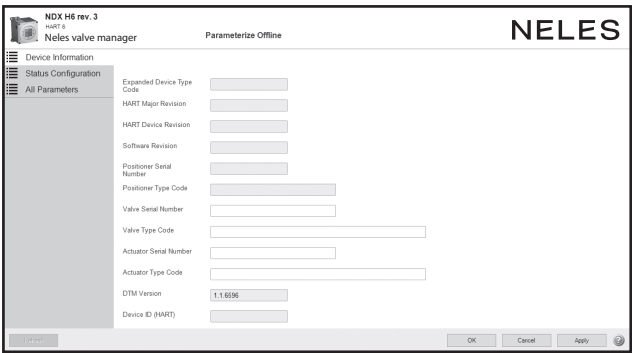 NDX H6 rev. 3
HART 6
Neles valve manager
Parameterize Offline
NELES
Device Information
Status Configuration
All Parameters
Expanded Device Type
Code
HART Major Revision
HART Device Revision
Software Revision
Positioner Serial
Number
Positioner Type Code
Valve Serial Number
Valve Type Code
Actuator Serial Number
Actuator Type Code
DTM Version
1.1.6596
Device ID (HART)
OK
Cancel
Apply
?